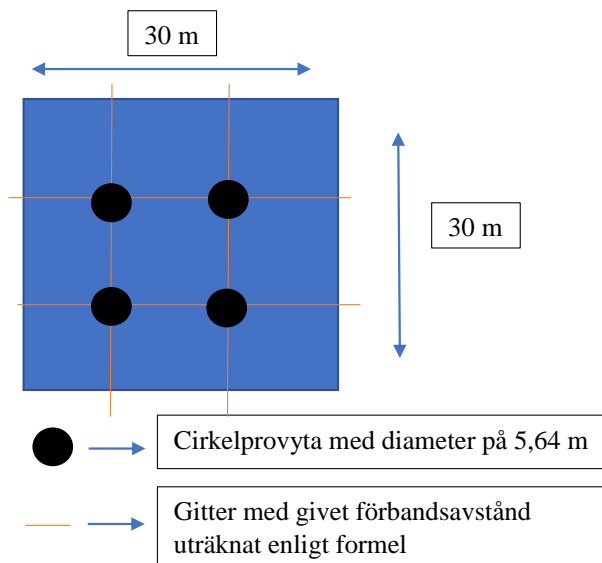 30 m
30 m
Cirkelprovyta med diameter på 5,64 m
Gitter med givet förbandsavstånd
uträknat enligt formel